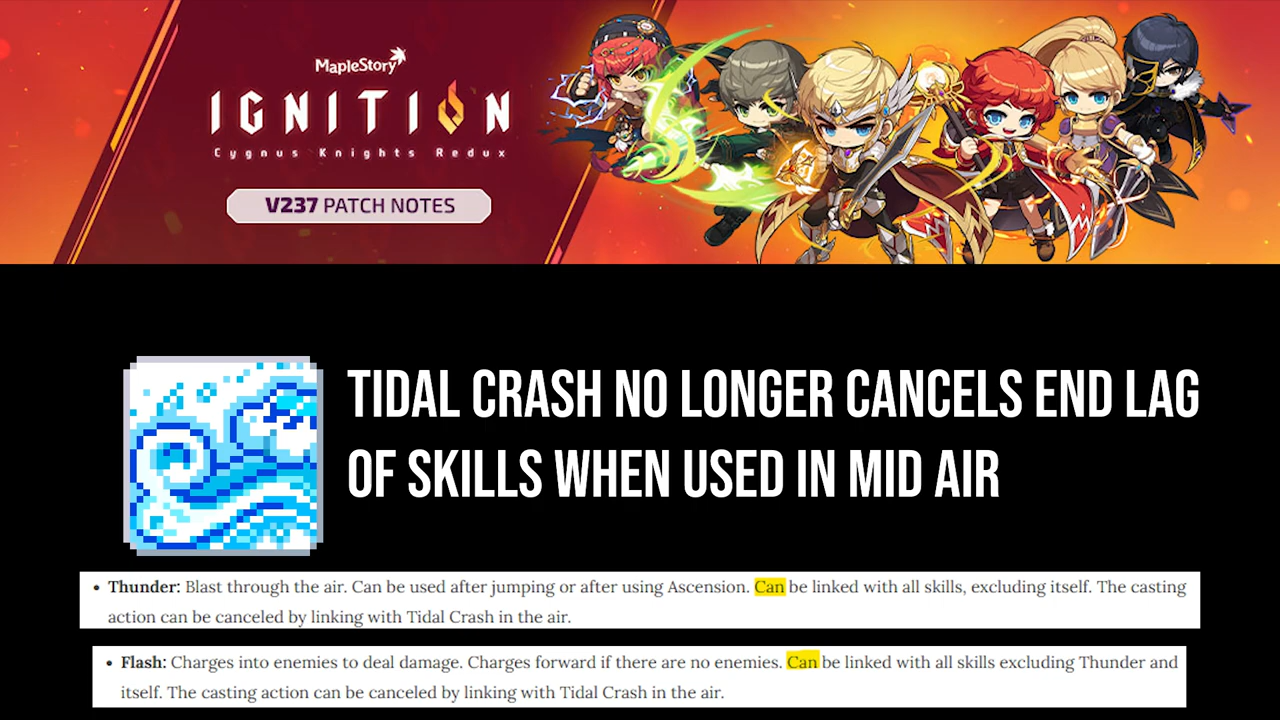 MapleStory
IGNITION
Cygnus Knights Redux
V237 PATCH NOTES
TIDAL CRASH NO LONGER CANCELS END LAG
OF SKILLS WHEN USED IN MID AIR
• Thunder: Blast through the air. Can be used after jumping or after using Ascension. Can be linked with all skills, excluding itself. The casting
action can be canceled by linking with Tidal Crash in the air.
• Flash: Charges into enemies to deal damage. Charges forward if there are no enemies. Can be linked with all skills excluding Thunder and
itself. The casting action can be canceled by linking with Tidal Crash in the air.